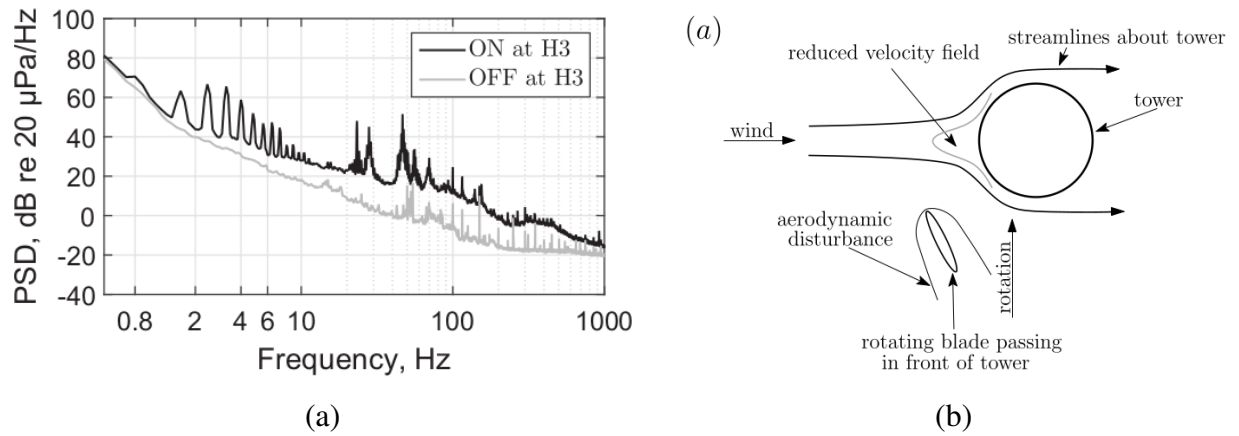 100
80
60
40
20
0
-20
-40
PSD, dB re 20 μPa/Hz
ON at H3
OFF at H3
0.8 2 4 6 10 100 1000
Frequency, Hz
(a)
(a)
streamlines about tower
reduced velocity field
tower
wind
aerodynamic
disturbance
rotation
rotating blade passing
in front of tower
(b)